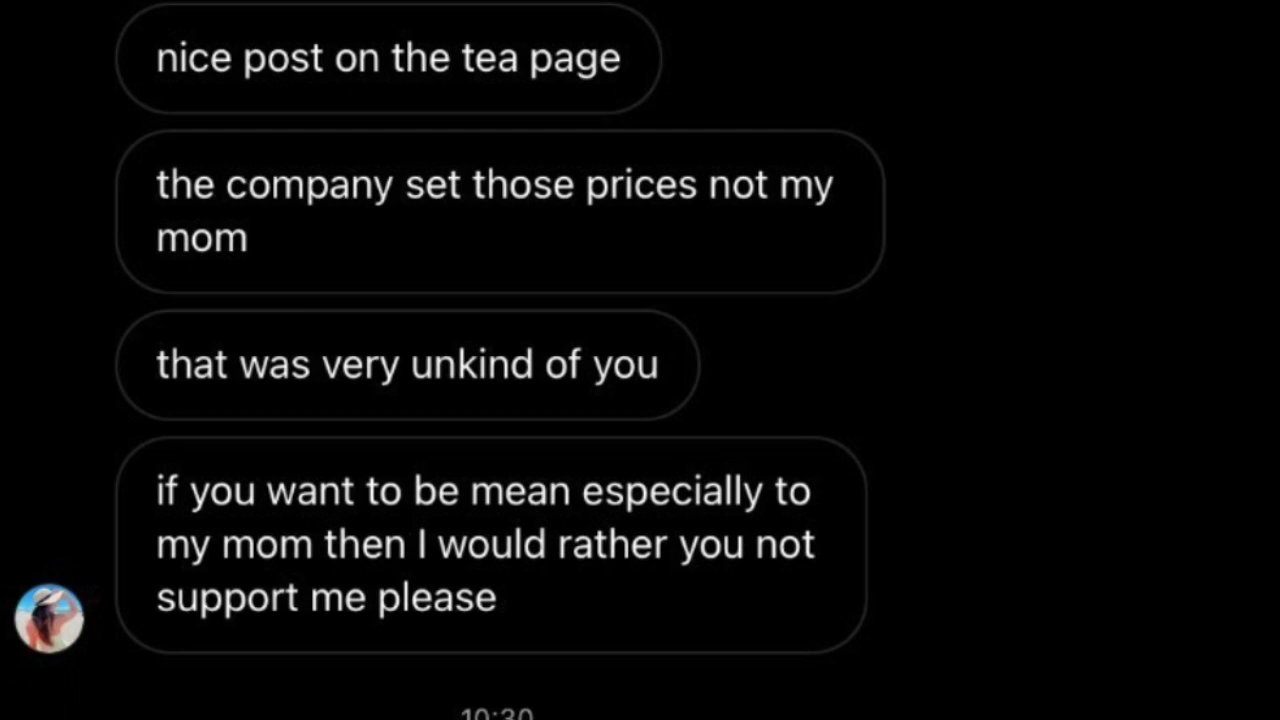 nice post on the tea page
the company set those prices not my
mom
that was very unkind of you
if you want to be mean especially to
my mom then I would rather you not
support me please
10:30